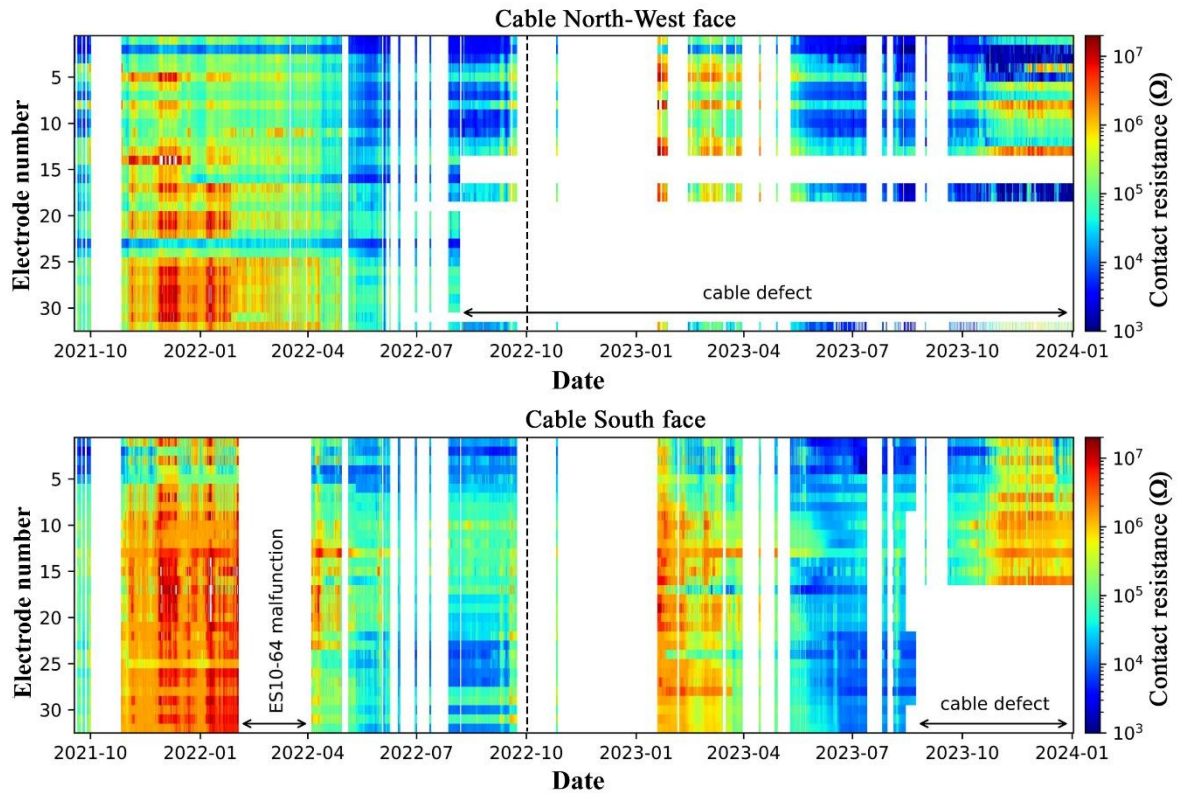 Cable North-West face
Electrode number
5
10
15
20
25
30
cable defect
2021-10 2022-01 2022-04 2022-07 2022-10 2023-01 2023-04 2023-07 2023-10 2024-01
Date
10⁷
10⁶
10⁵
10⁴
10³
Contact resistance (Ω)
Cable South face
Electrode number
5
10
15
20
25
30
ES10-64 malfunction
cable defect
2021-10 2022-01 2022-04 2022-07 2022-10 2023-01 2023-04 2023-07 2023-10 2024-01
Date
10⁷
10⁶
10⁵
10⁴
10³
Contact resistance (Ω)